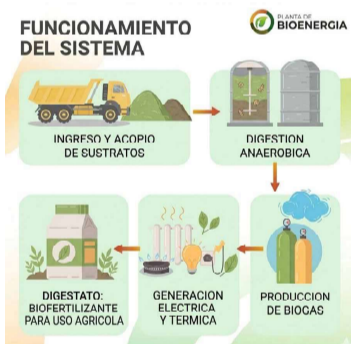 FUNCIONAMIENTO
DEL SISTEMA
PLANTA DE
BIOENERGIA
INGRESO Y ACOPIO
DE SUSTRATOS
DIGESTION
ANAEROBICA
PRODUCCION
DE BIOGAS
GENERACION
ELECTRICA
Y TERMICA
DIGESTATO:
BIOFERTILIZANTE
PARA USO AGRICOLA